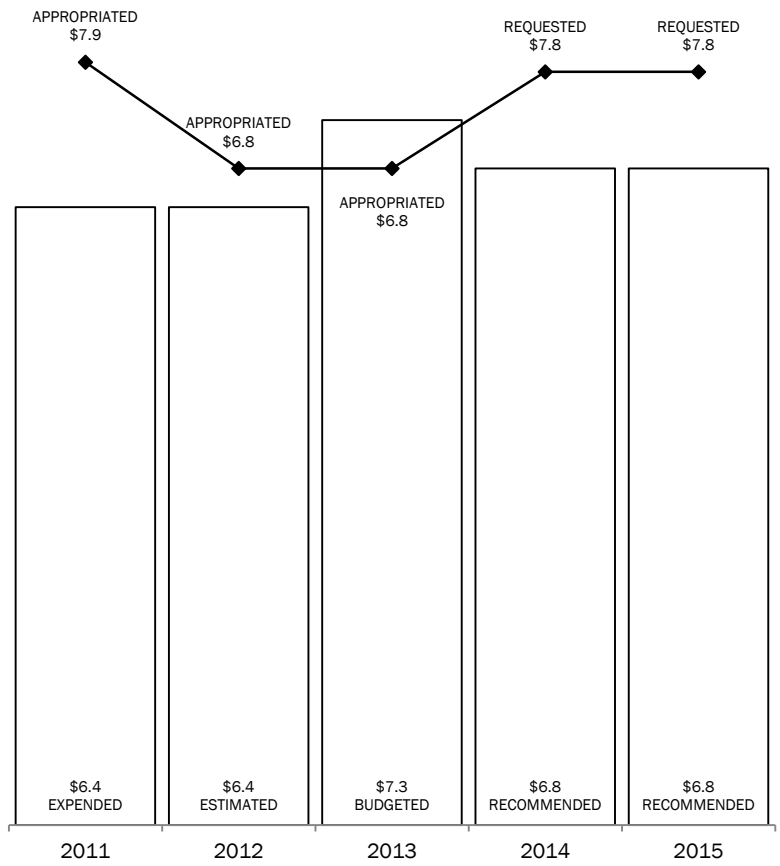 APPROPRIATED
$7.9
APPROPRIATED
$6.8
APPROPRIATED
$6.8
REQUESTED
$7.8
REQUESTED
$7.8
$6.4
EXPENDED
$6.4
ESTIMATED
$7.3
BUDGETED
$6.8
RECOMMENDED
$6.8
RECOMMENDED
2011
2012
2013
2014
2015